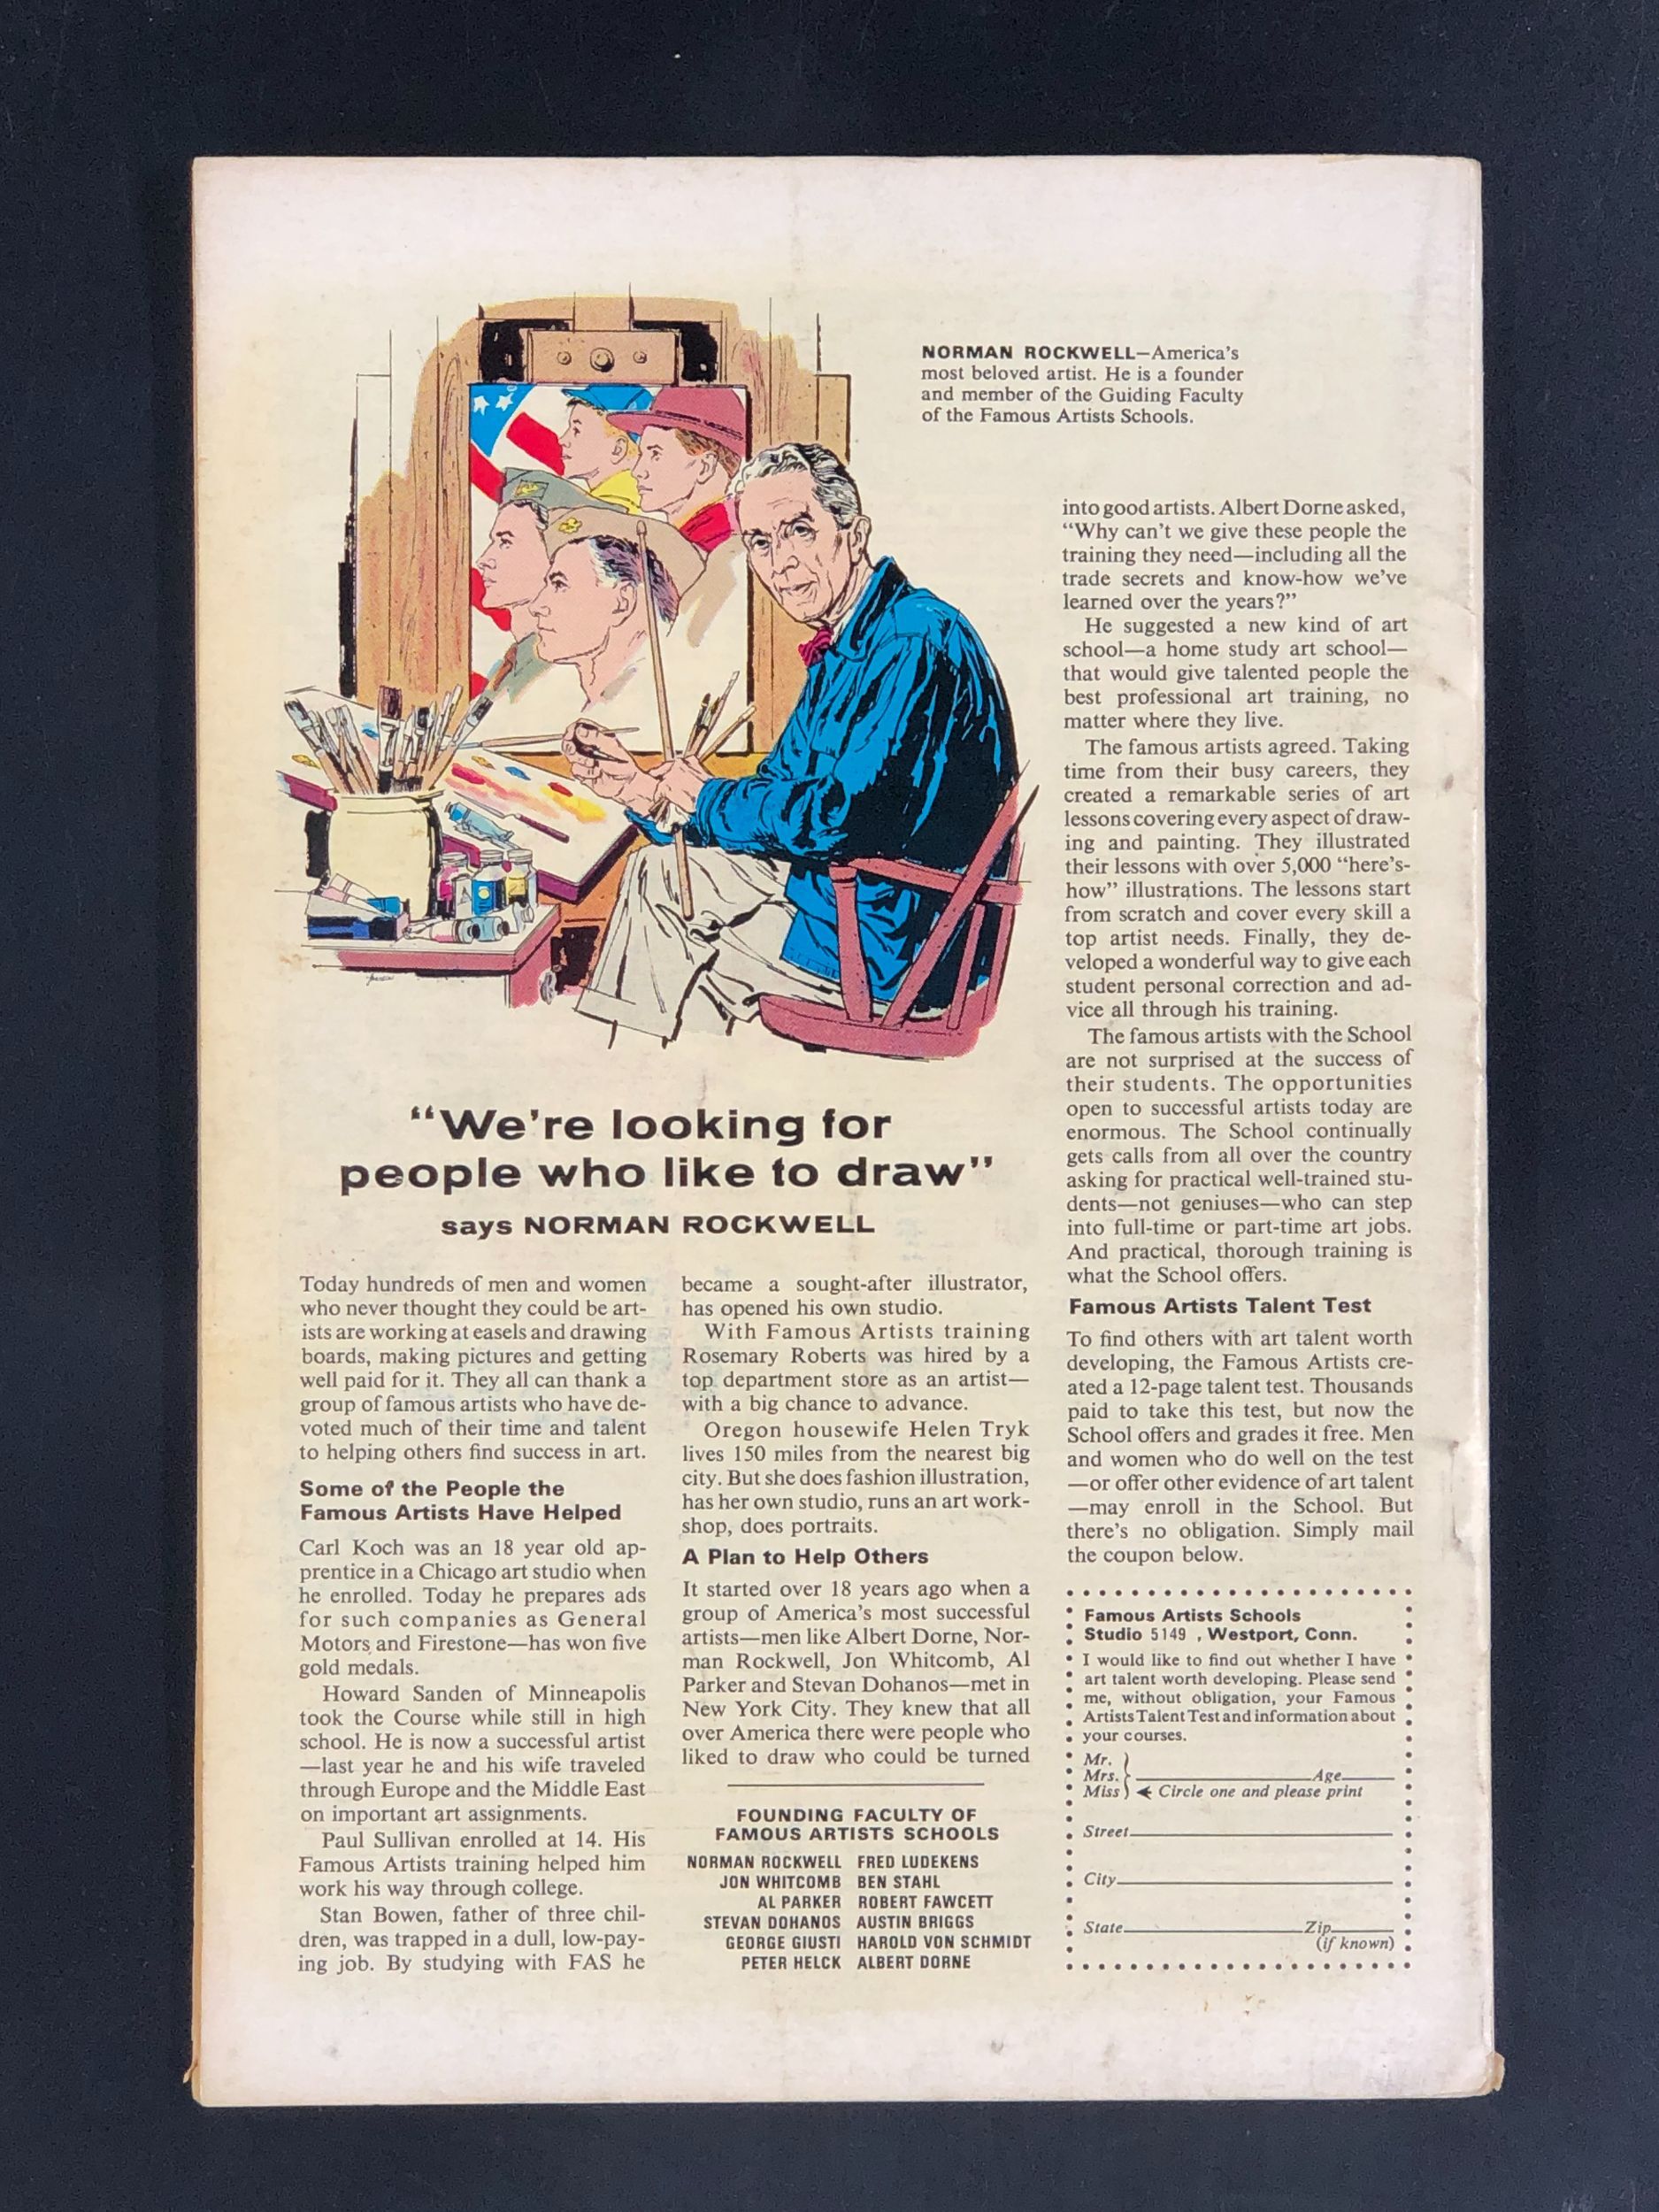 NORMAN ROCKWELL—America's
most beloved artist. He is a founder
and member of the Guiding Faculty
of the Famous Artists Schools.
"We're looking for
people who like to draw"
says NORMAN ROCKWELL
Today hundreds of men and women
who never thought they could be art-
ists are working at easels and drawing
boards, making pictures and getting
well paid for it. They all can thank a
group of famous artists who have de-
voted much of their time and talent
to helping others find success in art.
Some of the People the
Famous Artists Have Helped
Carl Koch was an 18 year old ap-
prentice in a Chicago art studio when
he enrolled. Today he prepares ads
for such companies as General
Motors and Firestone—has won five
gold medals.
Howard Sanden of Minneapolis
took the Course while still in high
school. He is now a successful artist
—last year he and his wife traveled
through Europe and the Middle East
on important art assignments.
Paul Sullivan enrolled at 14. His
Famous Artists training helped him
work his way through college.
Stan Bowen, father of three chil-
dren, was trapped in a dull, low-pay-
ing job. By studying with FAS he
became a sought-after illustrator,
has opened his own studio.
With Famous Artists training
Rosemary Roberts was hired by a
top department store as an artist—
with a big chance to advance.
Oregon housewife Helen Tryk
lives 150 miles from the nearest big
city. But she does fashion illustration,
has her own studio, runs an art work-
shop, does portraits.
A Plan to Help Others
It started over 18 years ago when a
group of America's most successful
artists—men like Albert Dorne, Nor-
man Rockwell, Jon Whitcomb, Al
Parker and Stevan Dohanos—met in
New York City. They knew that all
over America there were people who
liked to draw who could be turned
FOUNDING FACULTY OF
FAMOUS ARTISTS SCHOOLS
NORMAN ROCKWELL FRED LUDEKENS
JON WHITCOMB BEN STAHL
AL PARKER ROBERT FAWCETT
STEVAN DOHANOS AUSTIN BRIGGS
GEORGE GIUSTI HAROLD VON SCHMIDT
PETER HELCK ALBERT DORNE
into good artists. Albert Dorne asked,
"Why can't we give these people the
training they need—including all the
trade secrets and know-how we've
learned over the years?"
He suggested a new kind of art
school—a home study art school—
that would give talented people the
best professional art training, no
matter where they live.
The famous artists agreed. Taking
time from their busy careers, they
created a remarkable series of art
lessons covering every aspect of draw-
ing and painting. They illustrated
their lessons with over 5,000 "here's-
how" illustrations. The lessons start
from scratch and cover every skill a
top artist needs. Finally, they de-
veloped a wonderful way to give each
student personal correction and ad-
vice all through his training.
The famous artists with the School
are not surprised at the success of
their students. The opportunities
open to successful artists today are
enormous. The School continually
gets calls from all over the country
asking for practical well-trained stu-
dents—not geniuses—who can step
into full-time or part-time art jobs.
And practical, thorough training is
what the School offers.
Famous Artists Talent Test
To find others with art talent worth
developing, the Famous Artists cre-
ated a 12-page talent test. Thousands
paid to take this test, but now the
School offers and grades it free. Men
and women who do well on the test
—or offer other evidence of art talent
—may enroll in the School. But
there's no obligation. Simply mail
the coupon below.
Famous Artists Schools
Studio 5149 , Westport, Conn.
I would like to find out whether I have
art talent worth developing. Please send
me, without obligation, your Famous
Artists Talent Test and information about
your courses.
Mr.
Mrs. Age
Miss Circle one and please print
Street
City
State Zip
(if known)